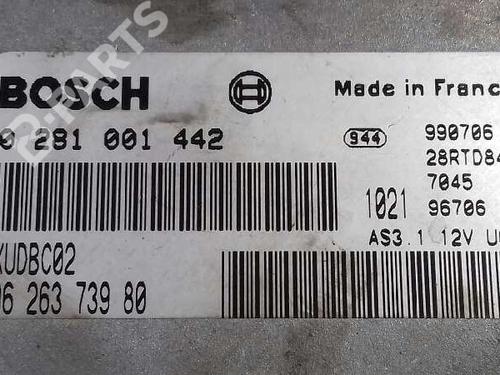 BOSCH
Made in Franc
0 281 001 442
944
990706
28RTD84
7045
1021 96706
AS3.1 12V U
XUDBC02
96 263 739 80
B-PARTS